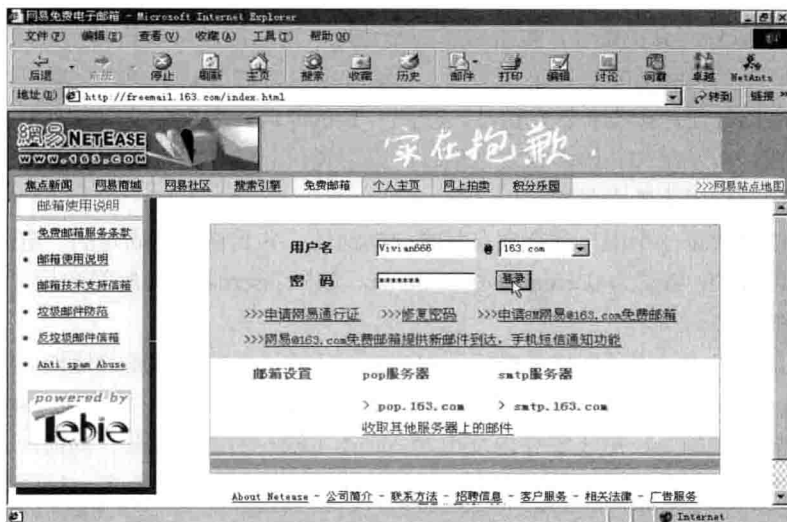 网易免费电子邮箱 - Microsoft Internet Explorer
文件(F) 编辑(E) 查看(V) 收藏(A) 工具(T) 帮助(H)
后退 前进 停止 刷新 主页 搜索 收藏 历史 邮件 打印 编辑 讨论 词霸 卓越 NetAnts
地址(D) http://freemail.163.com/index.html 转到 链接 »
網易 NETEASE
www.163.com
实在抱歉.
焦点新闻 网易商城 网易社区 搜索引擎 免费邮箱 个人主页 网上拍卖 积分乐园 >>>网易站点地图
邮箱使用说明
免费邮箱服务条款
邮箱使用说明
邮箱技术支持信箱
垃圾邮件防范
反垃圾邮件信箱
Anti spam Abuse
powered by
Tebie
用户名 Vivian666 @ 163.com
密 码 ******* 登录
>>>申请网易通行证 >>>修复密码 >>>申请8M网易@163.com免费邮箱
>>>网易@163.com免费邮箱提供新邮件到达，手机短信通知功能
邮箱设置 pop服务器 smtp服务器
> pop.163.com > smtp.163.com
收取其他服务器上的邮件
About Netease - 公司简介 - 联系方法 - 招聘信息 - 客户服务 - 相关法律 - 广告服务
Internet